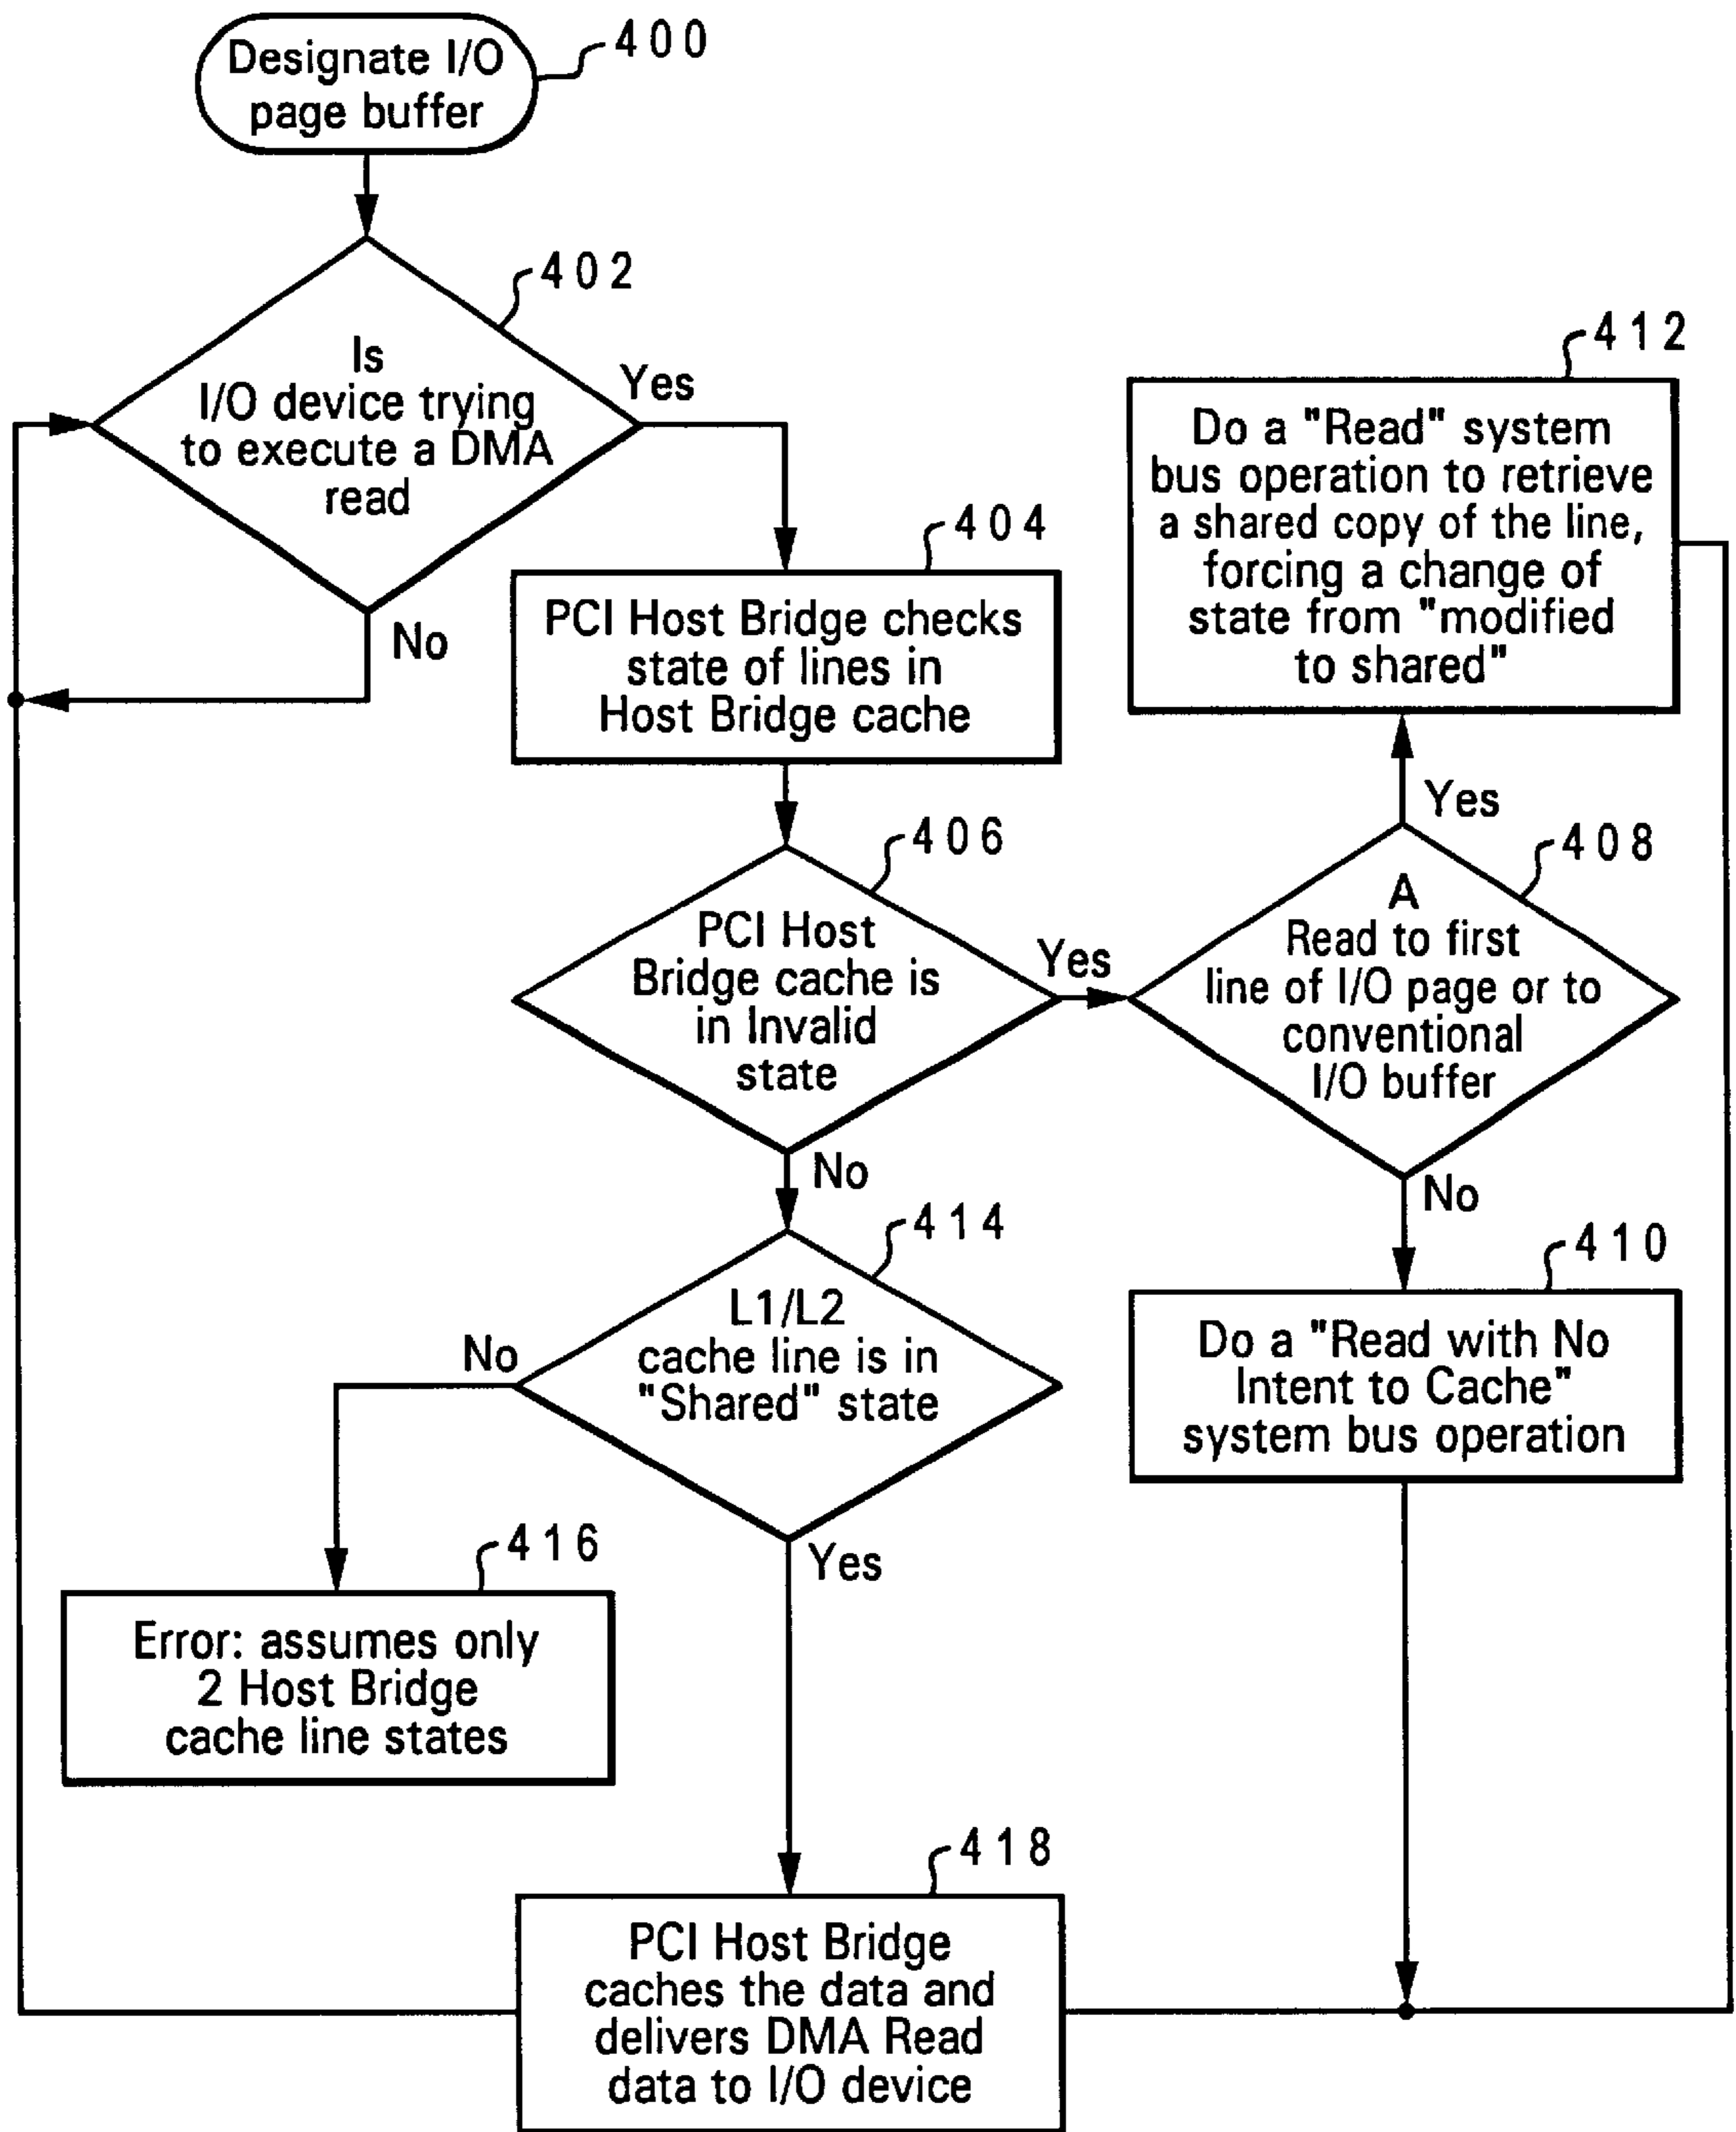 Designate I/O
page buffer
400
402
Is
I/O device trying
to execute a DMA
read
Yes
No
404
PCI Host Bridge checks
state of lines in
Host Bridge cache
406
PCI Host
Bridge cache is
in Invalid
state
Yes
No
408
A
Read to first
line of I/O page or to
conventional
I/O buffer
Yes
No
412
Do a "Read" system
bus operation to retrieve
a shared copy of the line,
forcing a change of
state from "modified
to shared"
410
Do a "Read with No
Intent to Cache"
system bus operation
414
L1/L2
cache line is in
"Shared" state
No
Yes
416
Error: assumes only
2 Host Bridge
cache line states
418
PCI Host Bridge
caches the data and
delivers DMA Read
data to I/O device